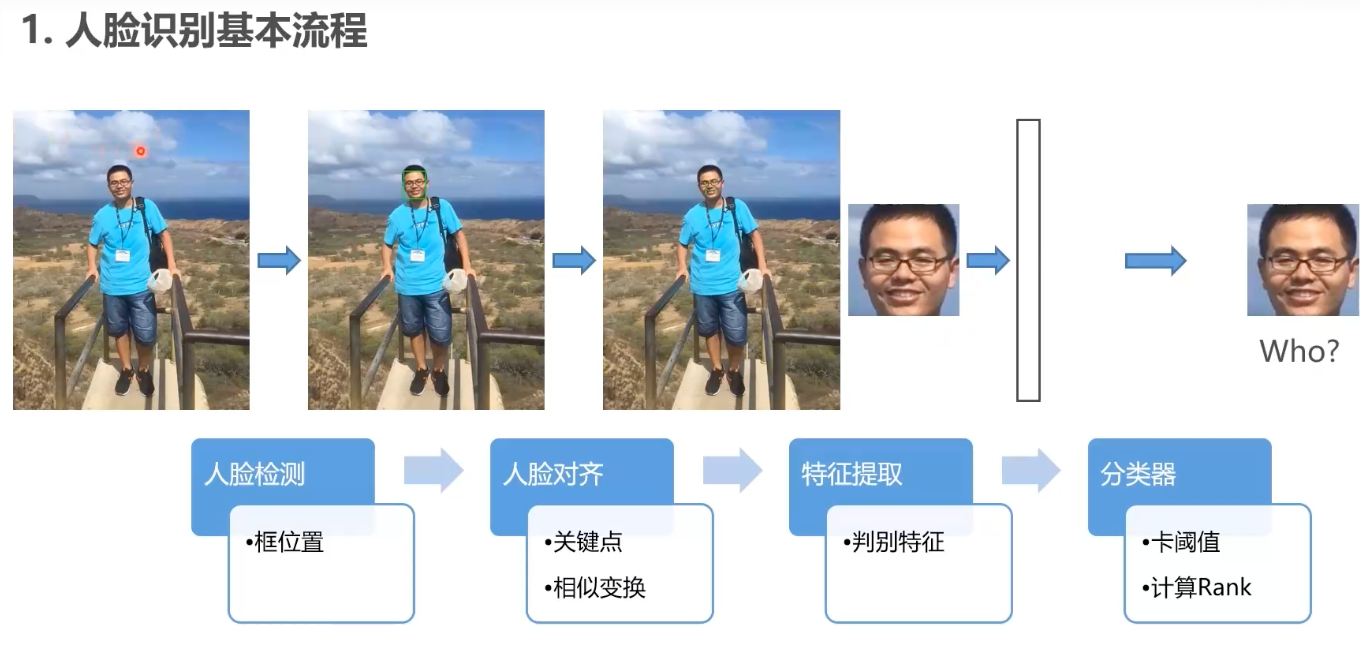 1. 人脸识别基本流程
Who?
人脸检测
•框位置
人脸对齐
•关键点
•相似变换
特征提取
•判别特征
分类器
•卡阈值
•计算Rank